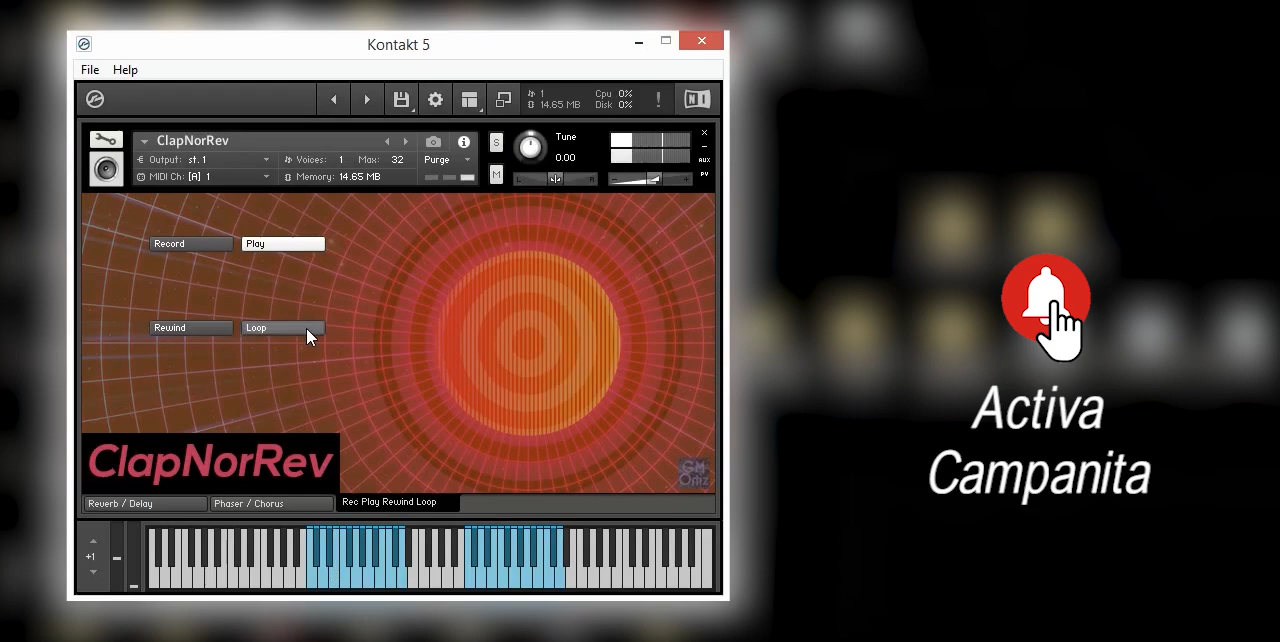 Kontakt 5
File Help
1
14.65 MB
Cpu 0%
Disk 0%
!
NI
ClapNorRev
Output: st.1
Voices: 1 Max: 32
Purge
MIDI Ch: [A] 1
Memory: 14.65 MB
S
M
Tune
0.00
L R
- +
AUX
PV
Record
Play
Rewind
Loop
ClapNorRev
GM
Ortiz
Reverb / Delay
Phaser / Chorus
Rec Play Rewind Loop
+1
Activa
Campanita